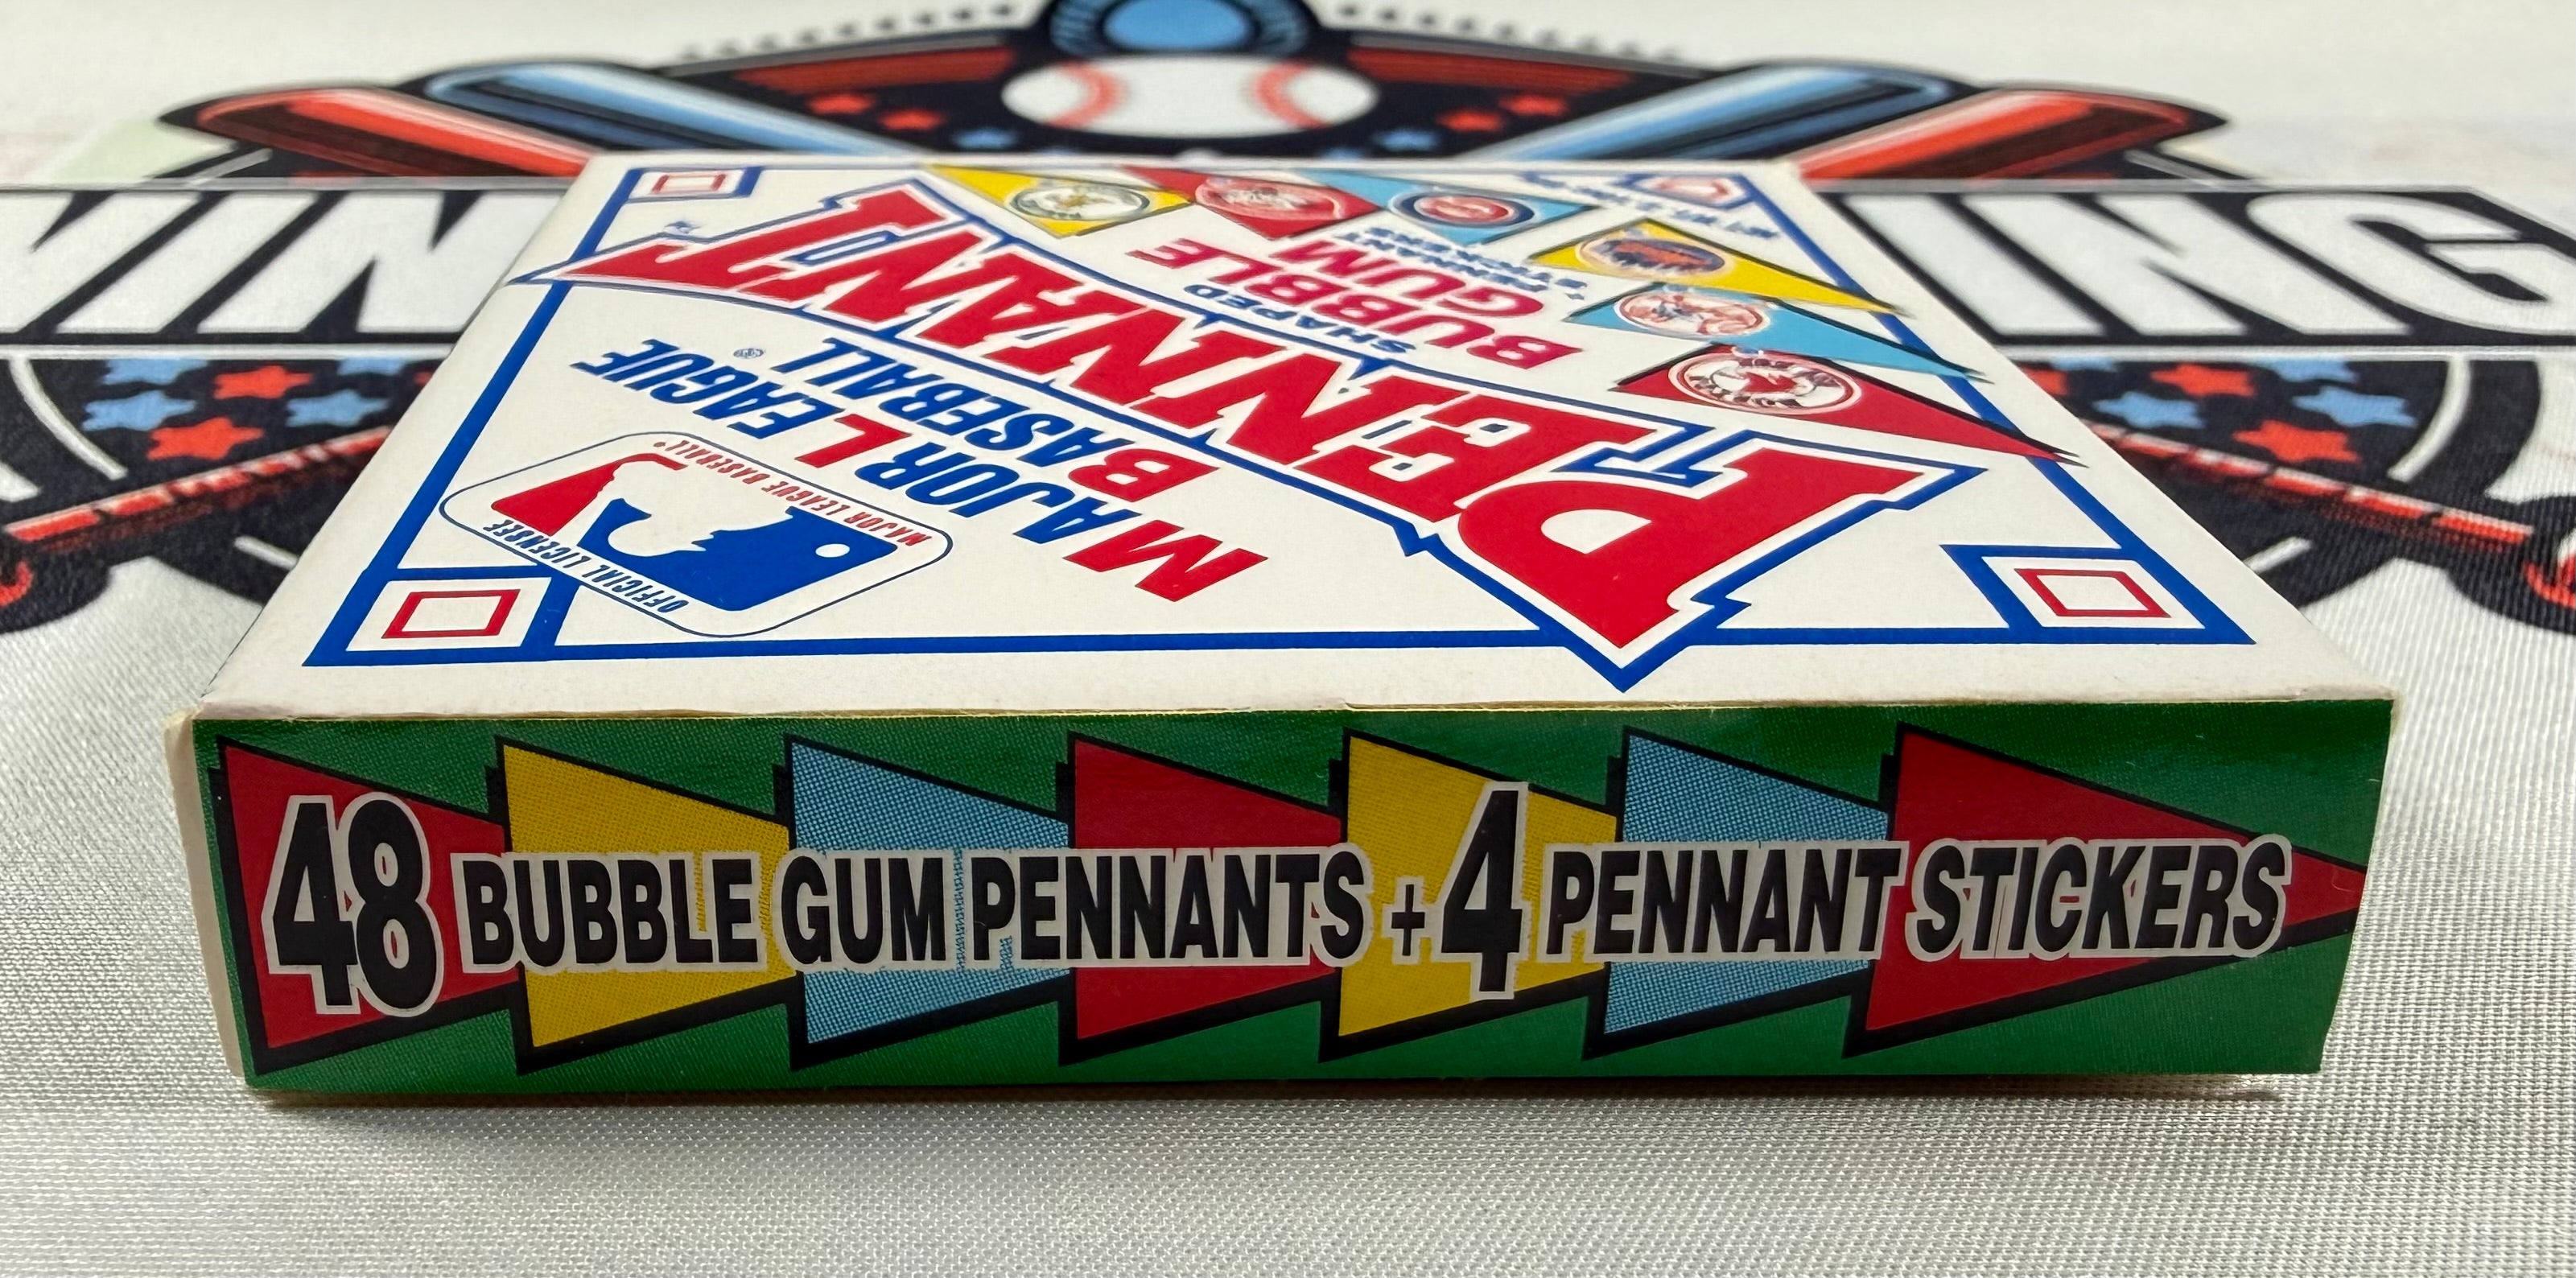 48 BUBBLE GUM PENNANTS + 4 PENNANT STICKERS
OFFICIAL LICENSEE
MAJOR LEAGUE BASEBALL
MAJOR LEAGUE
BASEBALL
PENNANT
SHAPED
BUBBLE
GUM
& PENNANT
STICKERS
ING